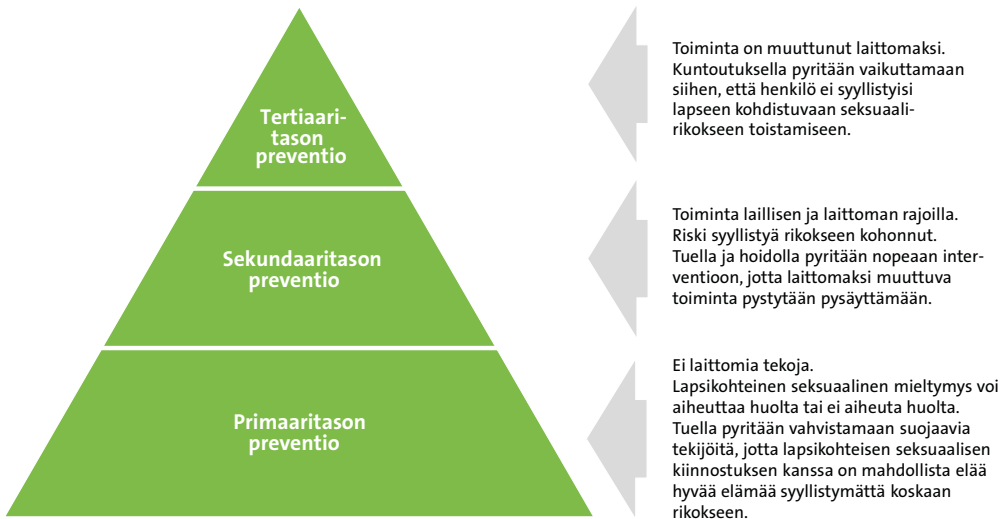 Tertiaari-
tason
preventio
Toiminta on muuttunut laittomaksi.
Kuntoutuksella pyritään vaikuttamaan
siihen, että henkilö ei syyllistyisi
lapseen kohdistuvaan seksuaali-
rikokseen toistamiseen.
Sekundaaritason
preventio
Toiminta laillisen ja laittoman rajoilla.
Riski syyllistyä rikokseen kohonnut.
Tuella ja hoidolla pyritään nopeaan inter-
ventioon, jotta laittomaksi muuttuva
toiminta pystytään pysäyttämään.
Primaaritason
preventio
Ei laittomia tekoja.
Lapsikohteinen seksuaalinen mieltymys voi
aiheuttaa huolta tai ei aiheuta huolta.
Tuella pyritään vahvistamaan suojaavia
tekijöitä, jotta lapsikohteisen seksuaalisen
kiinnostuksen kanssa on mahdollista elää
hyvää elämää syyllistymättä koskaan
rikokseen.